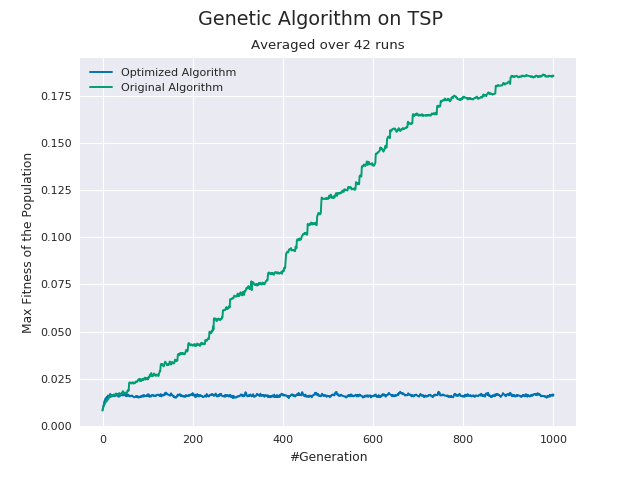 Genetic Algorithm on TSP
Averaged over 42 runs
Optimized Algorithm
Original Algorithm
Max Fitness of the Population
0.175
0.150
0.125
0.100
0.075
0.050
0.025
0.000
0 200 400 600 800 1000
#Generation